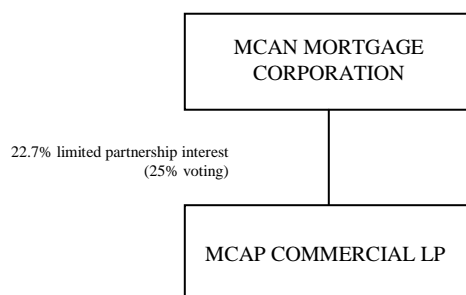 MCAN MORTGAGE
CORPORATION
22.7% limited partnership interest
(25% voting)
MCAP COMMERCIAL LP